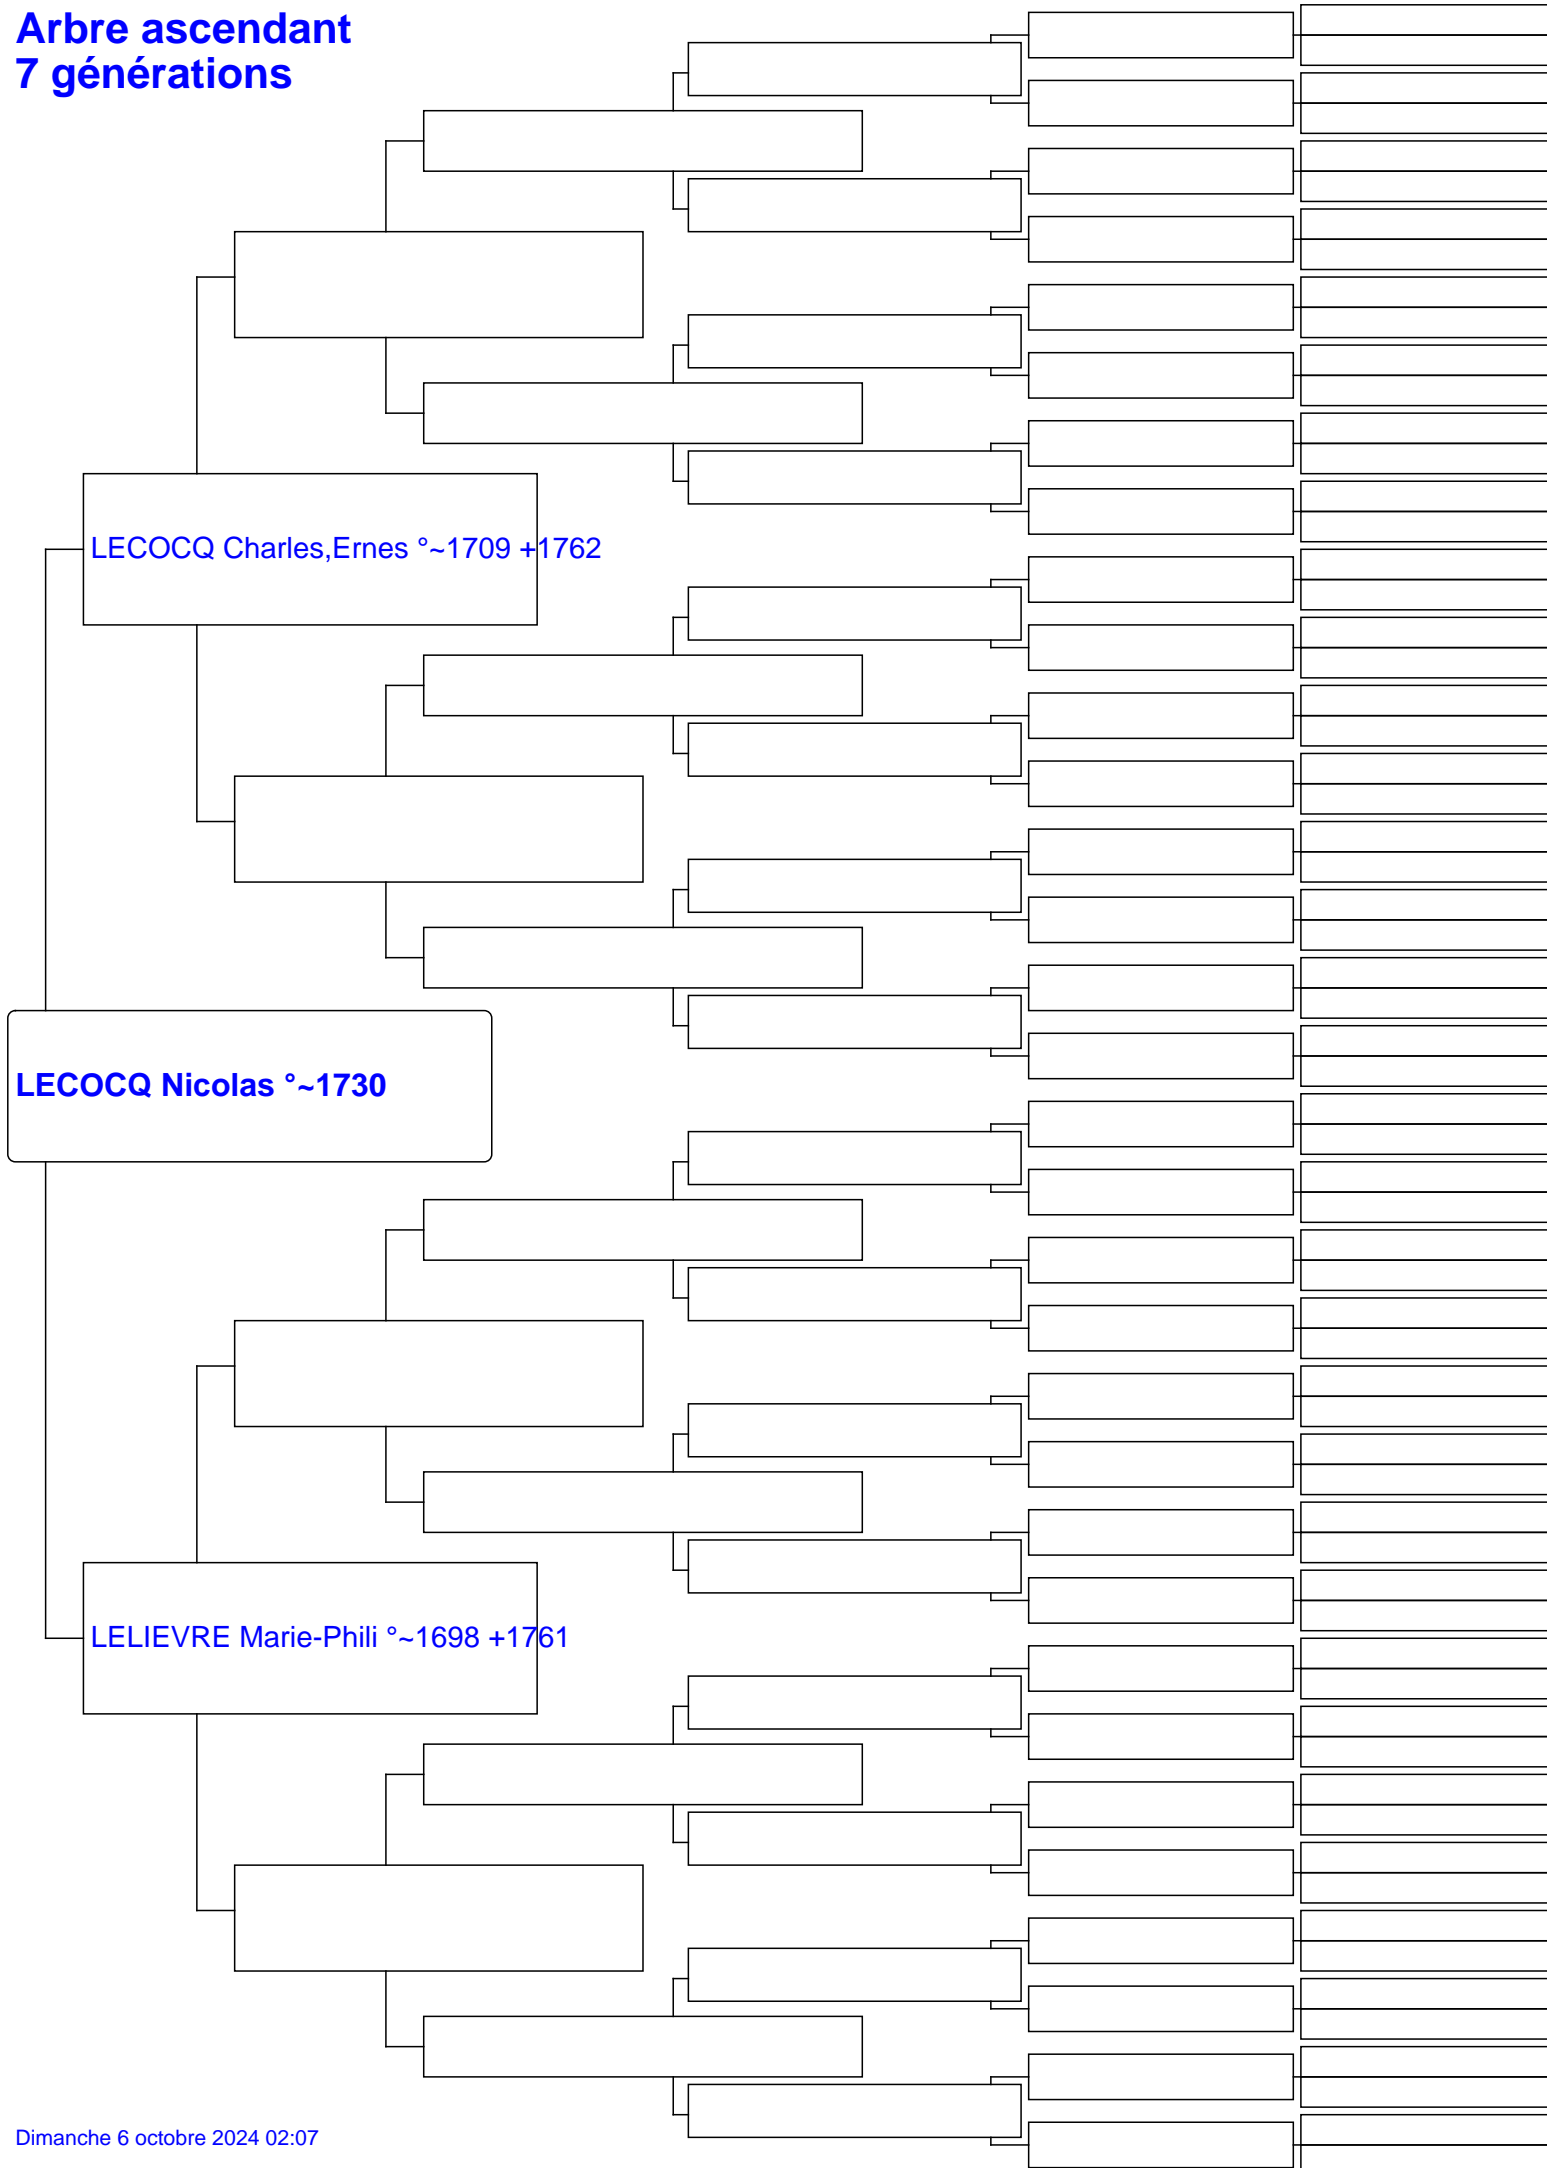 Arbre ascendant
7 générations
LECOCQ Charles,Ernes °~1709 +1762
LECOCQ Nicolas °~1730
LELIEVRE Marie-Phili °~1698 +1761
Dimanche 6 octobre 2024 02:07